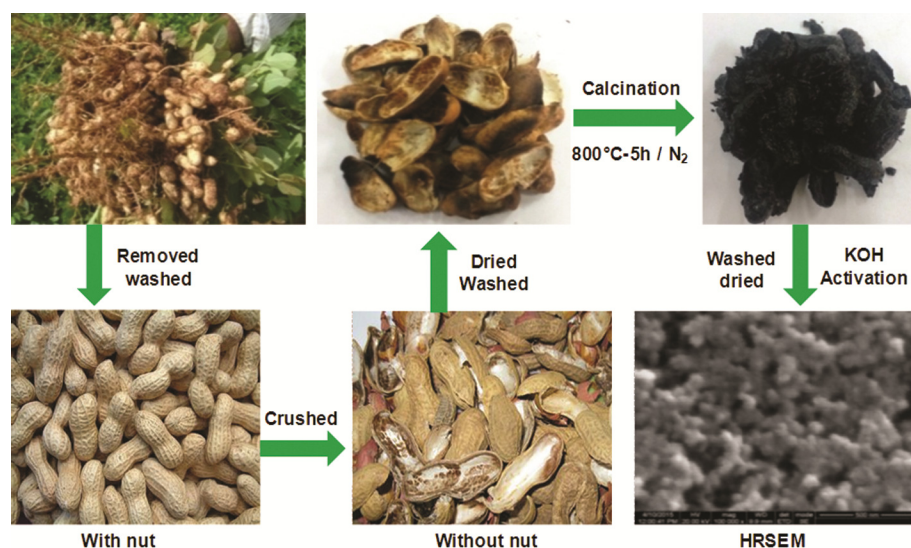 Calcination
800°C-5h / N₂
Removed
washed
Dried
Washed
Washed
dried
KOH
Activation
Crushed
With nut
Without nut
HRSEM